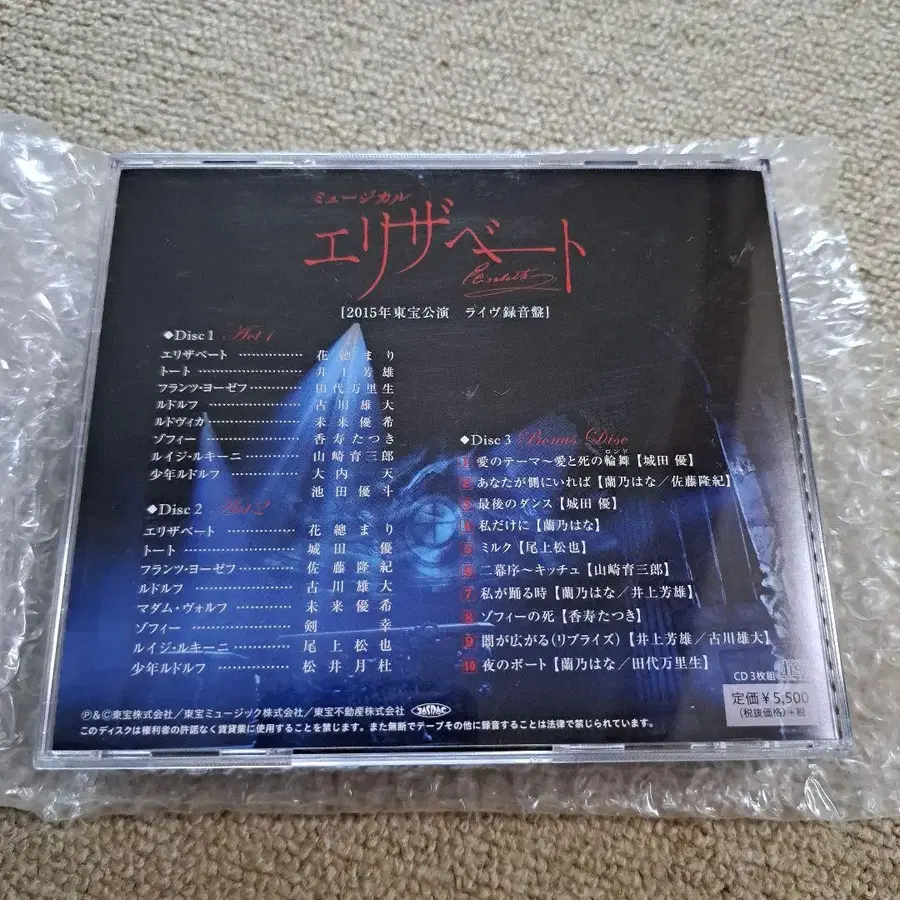 ミュージカル
エリザベート
Elisabeth
[2015年東宝公演 ライヴ録音盤]
◆Disc 1 Act 1
エリザベート…………… 花總まり
トート…………… 井上芳雄
フランツ・ヨーゼフ………… 田代万里生
ルドルフ…………… 古川雄大
ルドヴィカ…………… 未来優希
ゾフィー…………… 香寿たつき
ルイジ・ルキーニ………… 山崎育三郎
少年ルドルフ…………… 大内 天
池田優斗
◆Disc 2 Act 2
エリザベート…………… 花總まり
トート…………… 城田 優
フランツ・ヨーゼフ………… 佐藤隆紀
ルドルフ…………… 古川雄大
マダム・ヴォルフ………… 未来優希
ゾフィー…………… 剣 幸
ルイジ・ルキーニ………… 尾上松也
少年ルドルフ…………… 松井月杜
◆Disc 3 Bonus Disc
ロンド
1 愛のテーマ~愛と死の輪舞【城田 優】
2 あなたが側にいれば【蘭乃はな/佐藤隆紀】
3 最後のダンス【城田 優】
4 私だけに【蘭乃はな】
5 ミルク【尾上松也】
6 二幕序~キッチュ【山崎育三郎】
7 私が踊る時【蘭乃はな/井上芳雄】
8 ゾフィーの死【香寿たつき】
9 闇が広がる(リプライズ)【井上芳雄/古川雄大】
10 夜のボート【蘭乃はな/田代万里生】
CD 3枚組
定価¥5,500
(税抜価格)+税
Ⓟ&Ⓒ東宝株式会社/東宝ミュージック株式会社/東宝不動産株式会社 JASRAC
このディスクは権利者の許諾なく賃貸業に使用することを禁じます。また無断でテープその他に録音することは法律で禁じられています。